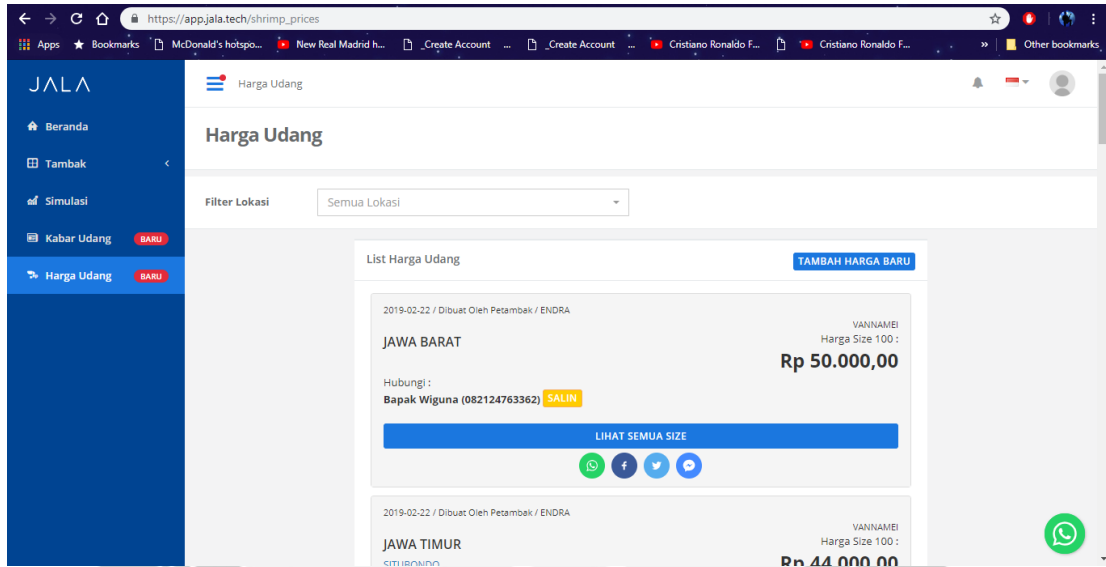 https://app.jala.tech/shrimp_prices
Apps Bookmarks McDonald's hotspo... New Real Madrid h... _Create Account ... _Create Account ... Cristiano Ronaldo F... Cristiano Ronaldo F... » Other bookmarks
JALA
Harga Udang
Beranda
Tambak
Simulasi
Kabar Udang BARU
Harga Udang BARU
Harga Udang
Filter Lokasi Semua Lokasi
List Harga Udang TAMBAH HARGA BARU
2019-02-22 / Dibuat Oleh Petambak / ENDRA
VANNAMEI
JAWA BARAT
Harga Size 100 :
Rp 50.000,00
Hubungi :
Bapak Wiguna (082124763362) SALIN
LIHAT SEMUA SIZE
2019-02-22 / Dibuat Oleh Petambak / ENDRA
VANNAMEI
JAWA TIMUR
Harga Size 100 :
SITUBONDO
Rp 44.000,00